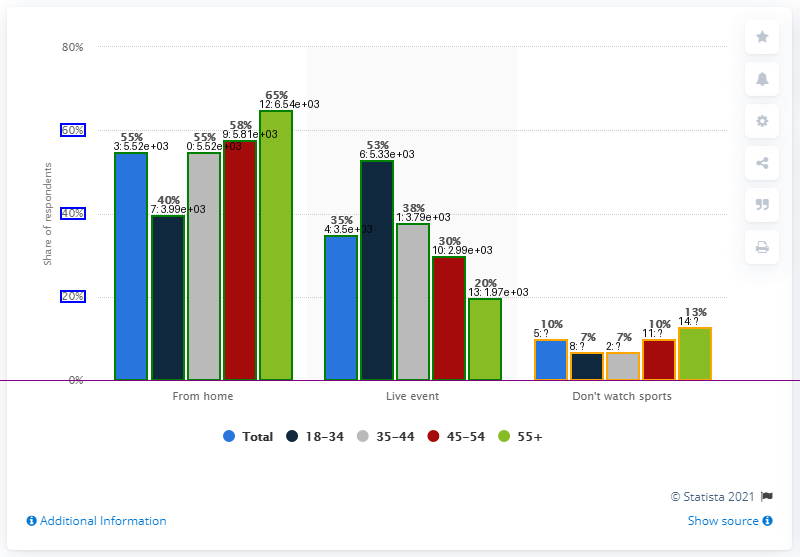 80%
60%
40%
20%
0%
Share of respondents
55%
3: 5.52e+03
40%
7: 3.99e+03
55%
0: 5.52e+03
58%
9: 5.81e+03
65%
12: 6.54e+03
35%
4: 3.5e+03
53%
6: 5.33e+03
38%
1: 3.79e+03
30%
10: 2.99e+03
20%
13: 1.97e+03
10%
5: ?
7%
8: ?
7%
2: ?
10%
11: ?
13%
14: ?
From home Live event Don't watch sports
Total 18–34 35–44 45–54 55+
© Statista 2021
Additional Information Show source